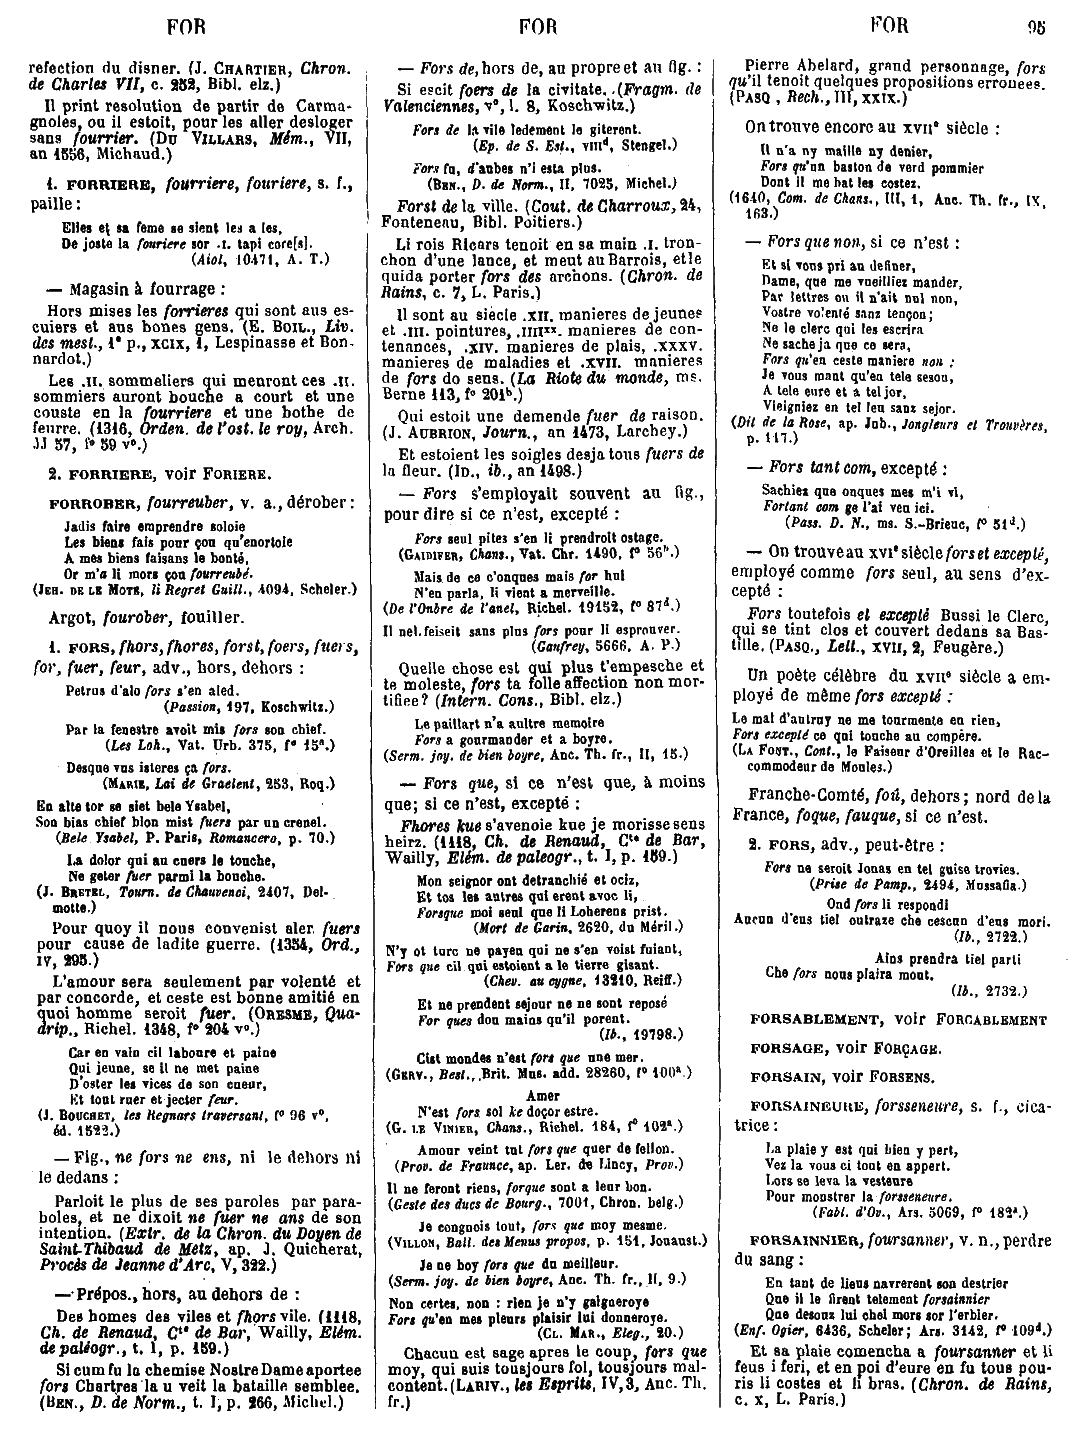 FOR
FOR
FOR
95
refection du disner. (J. CHARTIER, Chron.
de Charles VII, c. 252, Bibl. elz.)
Il print resolution de partir de Carma-
gnoles, ou il estoit, pour les aller desloger
sans fourrier. (DU VILLARS, Mém., VII,
an 1556, Michaud.)
1. FORRIERE, fourriere, fouriere, s. f.,
paille :
Elles et sa feme se sient les a les,
De joste la fouriere sor .I. tapi core[s].
(Aiol, 10471, A. T.)
— Magasin à fourrage :
Hors mises les forrieres qui sont aus es-
cuiers et aus bones gens. (E. BOIL., Liv.
des mest., 1ª p., XCIX, 1, Lespinasse et Bon-
nardot.)
Les .II. sommeliers qui menront ces .II.
sommiers auront bouche a court et une
couste en la fourriere et une bothe de
feurre. (1316, Orden. de l'ost. le roy, Arch.
JJ 57, fº 59 vº.)
2. FORRIERE, voir FORIERE.
FORROBER, fourreuber, v. a., dérober :
Jadis faire emprendre soloie
Les biens fais pour çou qu'enortoie
A mes biens faisans le bonté,
Or m'a li mors çou fourreubé.
(JEH. DE LE MOTE, li Regret Guill., 4094, Scheler.)
Argot, fourober, fouiller.
1. FORS, fhors, fhores, forst, foers, fuers,
for, fuer, feur, adv., hors, dehors :
Petrus d'alo fors s'en aled.
(Passion, 197, Koschwitz.)
Par la fenestre avoit mis fors son chief.
(Les Loh., Vat. Urb. 375, fº 15ª.)
Desque vus isteres ça fors.
(MARIE, Lai de Graelent, 253, Roq.)
En alte tor se siet bele Ysabel,
Son bias chief blon mist fuers par un crenel.
(Bele Ysabel, P. Paris, Romancero, p. 70.)
La dolor qui au cuers le touche,
Ne geter fuer parmi la bouche.
(J. BRETEL, Tourn. de Chauvenci, 2407, Del-
motte.)
Pour quoy il nous convenist aler fuers
pour cause de ladite guerre. (1354, Ord.,
IV, 295.)
L'amour sera seulement par volenté et
par concorde, et ceste est bonne amitié en
quoi homme seroit fuer. (ORESME, Qua-
drip., Richel. 1348, fº 204 vº.)
Car en vain cil laboure et paine
Qui jeune, se il ne met paine
D'oster les vices de son cueur,
Et tout ruer et jecter feur.
(J. BOUCHET, les Regnars traversant, fº 96 vº,
éd. 1522.)
— Fig., ne fors ne ens, ni le dehors ni
le dedans :
Parloit le plus de ses paroles par para-
boles, et ne dixoit ne fuer ne ans de son
intention. (Extr. de la Chron. du Doyen de
Saint-Thibaud de Metz, ap. J. Quicherat,
Procès de Jeanne d'Arc, V, 322.)
— Prépos., hors, au dehors de :
Des homes des viles et fhors vile. (1118,
Ch. de Renaud, Cte de Bar, Wailly, Elém.
de paléogr., t. I, p. 159.)
Si cum fu la chemise Nostre Dame aportee
fors Chartres la u veit la bataille semblee.
(BEN., D. de Norm., t. I, p. 266, Michel.)
— Fors de, hors de, au propre et au fig. :
Si escit foers de la civitate. (Fragm. de
Valenciennes, vº, l. 8, Koschwitz.)
Fors de la vile ledement le giterent.
(Ep. de S. Est., VIIIᵈ, Stengel.)
Fors fu, d'aubes n'i esta plus.
(BEN., D. de Norm., II, 7025, Michel.)
Forst de la ville. (Cout. de Charroux, 24,
Fonteneau, Bibl. Poitiers.)
Li rois Ricars tenoit en sa main .I. tron-
chon d'une lance, et meut au Barrois, et le
quida porter fors des archons. (Chron. de
Rains, c. 7, L. Paris.)
Il sont au siècle .XII. manieres de jeunes
et .III. pointures, .IIIIxx. manieres de con-
tenances, .XIV. manieres de plais, .XXXV.
manieres de maladies et .XVII. manieres
de fors do sens. (La Riote du monde, ms.
Berne 113, fº 201ᵇ.)
Qui estoit une demende fuer de raison.
(J. AUBRION, Journ., an 1473, Larchey.)
Et estoient les soigles desja tous fuers de
la fleur. (ID., ib., an 1498.)
— Fors s'employait souvent au fig.,
pour dire si ce n'est, excepté :
Fors seul pites s'en li prendroit ostage.
(GAIDIFER, Chans., Vat. Chr. 1490, fº 56ᵇ.)
Mais de ce c'onques mais for hui
N'en parla, li vient a merveille.
(De l'Onbre de l'anel, Richel. 19152, fº 87ᵈ.)
Il nel feiseit sans plus fors pour li esprouver.
(Gaufrey, 5666, A. P.)
Quelle chose est qui plus t'empesche et
te moleste, fors ta folle affection non mor-
tifiee? (Intern. Cons., Bibl. elz.)
Le paillart n'a aultre memoire
Fors a gourmander et a boyre.
(Serm. joy. de bien boyre, Anc. Th. fr., II, 15.)
— Fors que, si ce n'est que, à moins
que; si ce n'est, excepté :
Fhores kue s'avenoie kue je morisse sens
heirz. (1118, Ch. de Renaud, Cte de Bar,
Wailly, Elém. de paleogr., t. I, p. 159.)
Mon seignor ont detranchié et ociz,
Et tos les autres qui erent avoc li,
Forsque moi seul que li Loherens prist.
(Mort de Garin, 2620, du Méril.)
N'y ot turc ne payen qui ne s'en voist fuiant,
Fors que cil qui estoient a le tierre gisant.
(Chev. au cygne, 13210, Reiff.)
Et ne prendent sejour ne ne sont reposé
For ques dou mains qu'il porent.
(Ib., 19798.)
Cist mondes n'est fors que une mer.
(GERV., Best., Brit. Mus. add. 28260, fº 100ª.)
Amer
N'est fors sol ke doçor estre.
(G. LE VINIER, Chans., Richel. 184, fº 102ª.)
Amour veint tut fors que quer de fellon.
(Prov. de Fraunce, ap. Ler. de Lincy, Prov.)
Il ne feront riens, forque sont a leur bon.
(Geste des ducs de Bourg., 7001, Chron. belg.)
Je congnois tout, fors que moy mesme.
(VILLON, Ball. des Menus propos, p. 151, Jouaust.)
Je ne boy fors que du meilleur.
(Serm. joy. de bien boyre, Anc. Th. fr., II, 9.)
Non certes, non : rien je n'y gaigneroye
Fors qu'en mes pleurs plaisir lui donneroye.
(CL. MAR., Eleg., 20.)
Chacun est sage apres le coup, fors que
moy, qui suis tousjours fol, tousjours mal-
content. (LARIV., les Esprits, IV, 3, Anc. Th.
fr.)
Pierre Abelard, grand personnage, fors
qu'il tenoit quelques propositions erronees.
(PASQ., Rech., III, XXIX.)
On trouve encore au XVIIᵉ siècle :
Il n'a ny maille ny denier,
Fors qu'un baston de verd pommier
Dont il me bat les costez.
(1640, Com. de Chans., III, 1, Anc. Th. fr., IX,
163.)
— Fors que non, si ce n'est :
Et si vous pri au definer,
Dame, que me voeilliez mander,
Par lettres ou il n'ait nul non,
Vostre volenté sanz tençon;
Ne le clerc qui les escrira
Ne sache ja que ce sera,
Fors qu'en ceste maniere non :
Je vous mant qu'en tele seson,
A tele eure et a tel jor,
Vieigniez en tel leu sanz sejor.
(Dit de la Rose, ap. Jub., Jongleurs et Trouvères,
p. 117.)
— Fors tant com, excepté :
Sachiez que onques mes m'i vi,
Fortant com ge l'ai veu ici.
(Pass. D. N., ms. S.-Brieuc, fº 51ᵈ.)
— On trouve au XVIᵉ siècle fors et excepté,
employé comme fors seul, au sens d'ex-
cepté :
Fors toutefois et excepté Bussi le Clerc,
qui se tint clos et couvert dedans sa Bas-
tille. (PASQ., Lett., XVII, 2, Feugère.)
Un poète célèbre du XVIIᵉ siècle a em-
ployé de même fors excepté :
Le mal d'autruy ne me tourmente en rien,
Fors excepté ce qui touche au compère.
(LA FONT., Cont., le Faiseur d'Oreilles et le Rac-
commodeur de Moules.)
Franche-Comté, foû, dehors; nord de la
France, foque, fauque, si ce n'est.
2. FORS, adv., peut-être :
Fors ne seroit Jonas en tel guise trovies.
(Prise de Pamp., 2494, Mussafia.)
Ond fors li respondi
Aucun d'eus tiel outraze che cescun d'eus mori.
(Ib., 2722.)
Ains prendra tiel parti
Che fors nous plaira mout.
(Ib., 2732.)
FORSABLEMENT, voir FORCABLEMENT
FORSAGE, voir FORÇAGE.
FORSAIN, voir FORSENS.
FORSAINEURE, forsseneure, s. f., cica-
trice :
La plaie y est qui bien y pert,
Vez la vous ci tout en appert.
Lors se leva la vesteure
Pour monstrer la forsseneure.
(Fabl. d'Ov., Ars. 5069, fº 182ª.)
FORSAINNIER, foursanner, v. n., perdre
du sang :
En tant de lieus navrerent son destrier
Que il le firent telement forsainnier
Que desouz lui chei mors sor l'erbier.
(Enf. Ogier, 6436, Scheler; Ars. 3142, fº 109ᵈ.)
Et sa plaie comencha a foursanner et li
feus i feri, et en poi d'eure en fu tous pou-
ris li costes et li bras. (Chron. de Rains,
c. X, L. Paris.)